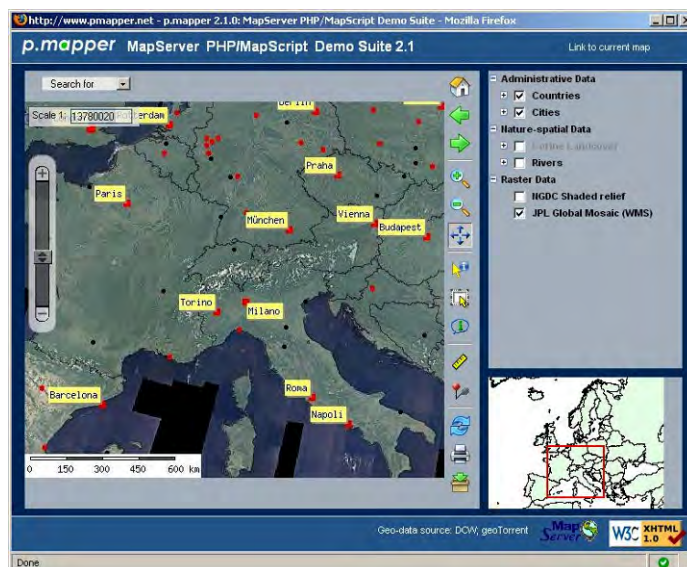 http://www.pmapper.net - p.mapper 2.1.0: MapServer PHP/MapScript Demo Suite - Mozilla Firefox
p.mapper MapServer PHP/MapScript Demo Suite 2.1
Link to current map
Search for
Scale 1: 13780020
Berlin
Praha
Paris
München
Vienna
Budapest
Torino
Milano
Barcelona
Roma
Napoli
0 150 300 450 600 km
Administrative Data
Countries
Cities
Nature-spatial Data
Corine Landcover
Rivers
Raster Data
NGDC Shaded relief
JPL Global Mosaic (WMS)
Geo-data source: DCW, geoTorrent
Map Server
W3C XHTML 1.0
Done